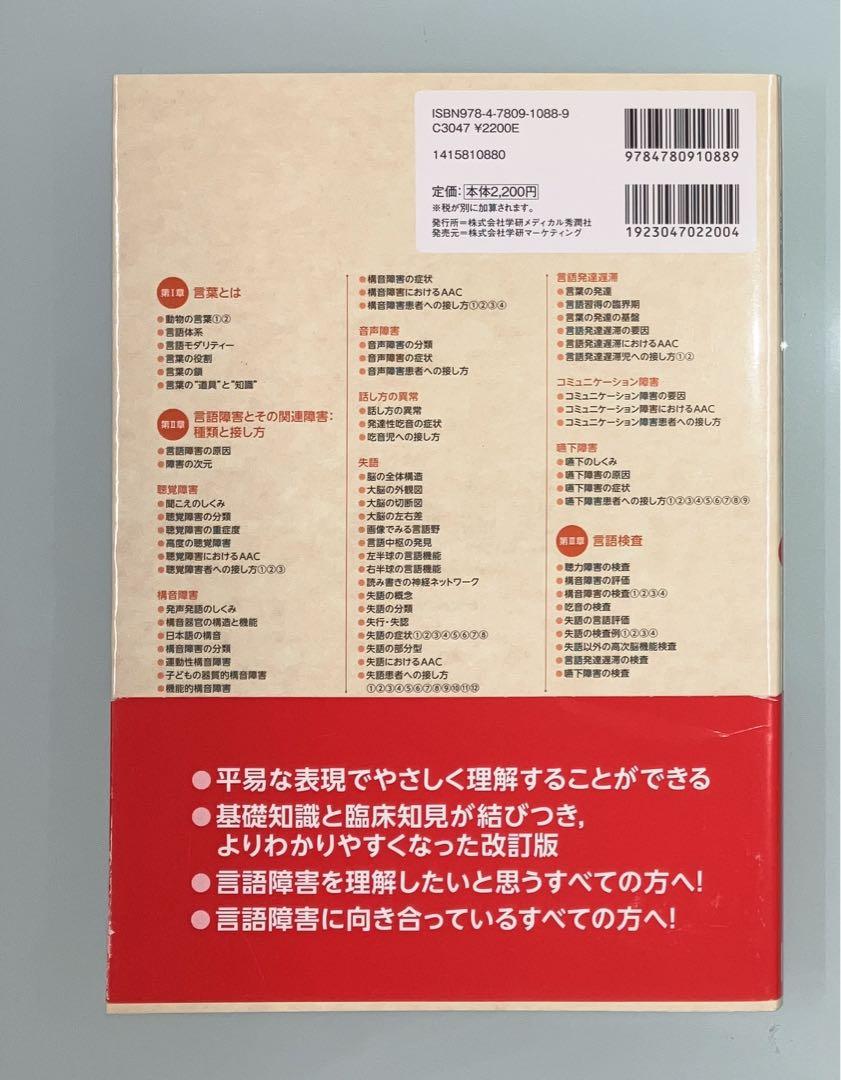 ISBN978-4-7809-1088-9
C3047 ¥2200E
1415810880
9784780910889
定価：本体2,200円
※税が別に加算されます。
発行所＝株式会社学研メディカル秀潤社
発売元＝株式会社学研マーケティング
1923047022004
第Ⅰ章 言葉とは
●動物の言葉①②
●言語体系
●言語モダリティー
●言葉の役割
●言葉の鎖
●言葉の“道具”と“知識”
第Ⅱ章 言語障害とその関連障害：
種類と接し方
●言語障害の原因
●障害の次元
聴覚障害
●聞こえのしくみ
●聴覚障害の分類
●聴覚障害の重症度
●高度の聴覚障害
●聴覚障害におけるAAC
●聴覚障害者への接し方①②③
構音障害
●発声発語のしくみ
●構音器官の構造と機能
●日本語の構音
●構音障害の分類
●運動性構音障害
●子どもの器質的構音障害
●機能的構音障害
●構音障害の症状
●構音障害におけるAAC
●構音障害患者への接し方①②③④
音声障害
●音声障害の分類
●音声障害の症状
●音声障害患者への接し方
話し方の異常
●話し方の異常
●発達性吃音の症状
●吃音児への接し方
失語
●脳の全体構造
●大脳の外観図
●大脳の切断図
●大脳の左右差
●画像でみる言語野
●言語中枢の発見
●左半球の言語機能
●右半球の言語機能
●読み書きの神経ネットワーク
●失語の概念
●失語の分類
●失行・失認
●失語の症状①②③④⑤⑥⑦⑧
●失語の部分型
●失語におけるAAC
●失語患者への接し方
①②③④⑤⑥⑦⑧⑨⑩⑪⑫
言語発達遅滞
●言葉の発達
●言語習得の臨界期
●言葉の発達の基盤
●言語発達遅滞の要因
●言語発達遅滞におけるAAC
●言語発達遅滞児への接し方①②
コミュニケーション障害
●コミュニケーション障害の要因
●コミュニケーション障害におけるAAC
●コミュニケーション障害患者への接し方
嚥下障害
●嚥下のしくみ
●嚥下障害の原因
●嚥下障害の症状
●嚥下障害患者への接し方①②③④⑤⑥⑦⑧⑨
第Ⅲ章 言語検査
●聴力障害の検査
●構音障害の評価
●構音障害の検査①②③④
●吃音の検査
●失語の言語評価
●失語の検査例①②③④
●失語以外の高次脳機能検査
●言語発達遅滞の検査
●嚥下障害の検査
●平易な表現でやさしく理解することができる
●基礎知識と臨床知見が結びつき，
よりわかりやすくなった改訂版
●言語障害を理解したいと思うすべての方へ！
●言語障害に向き合っているすべての方へ！